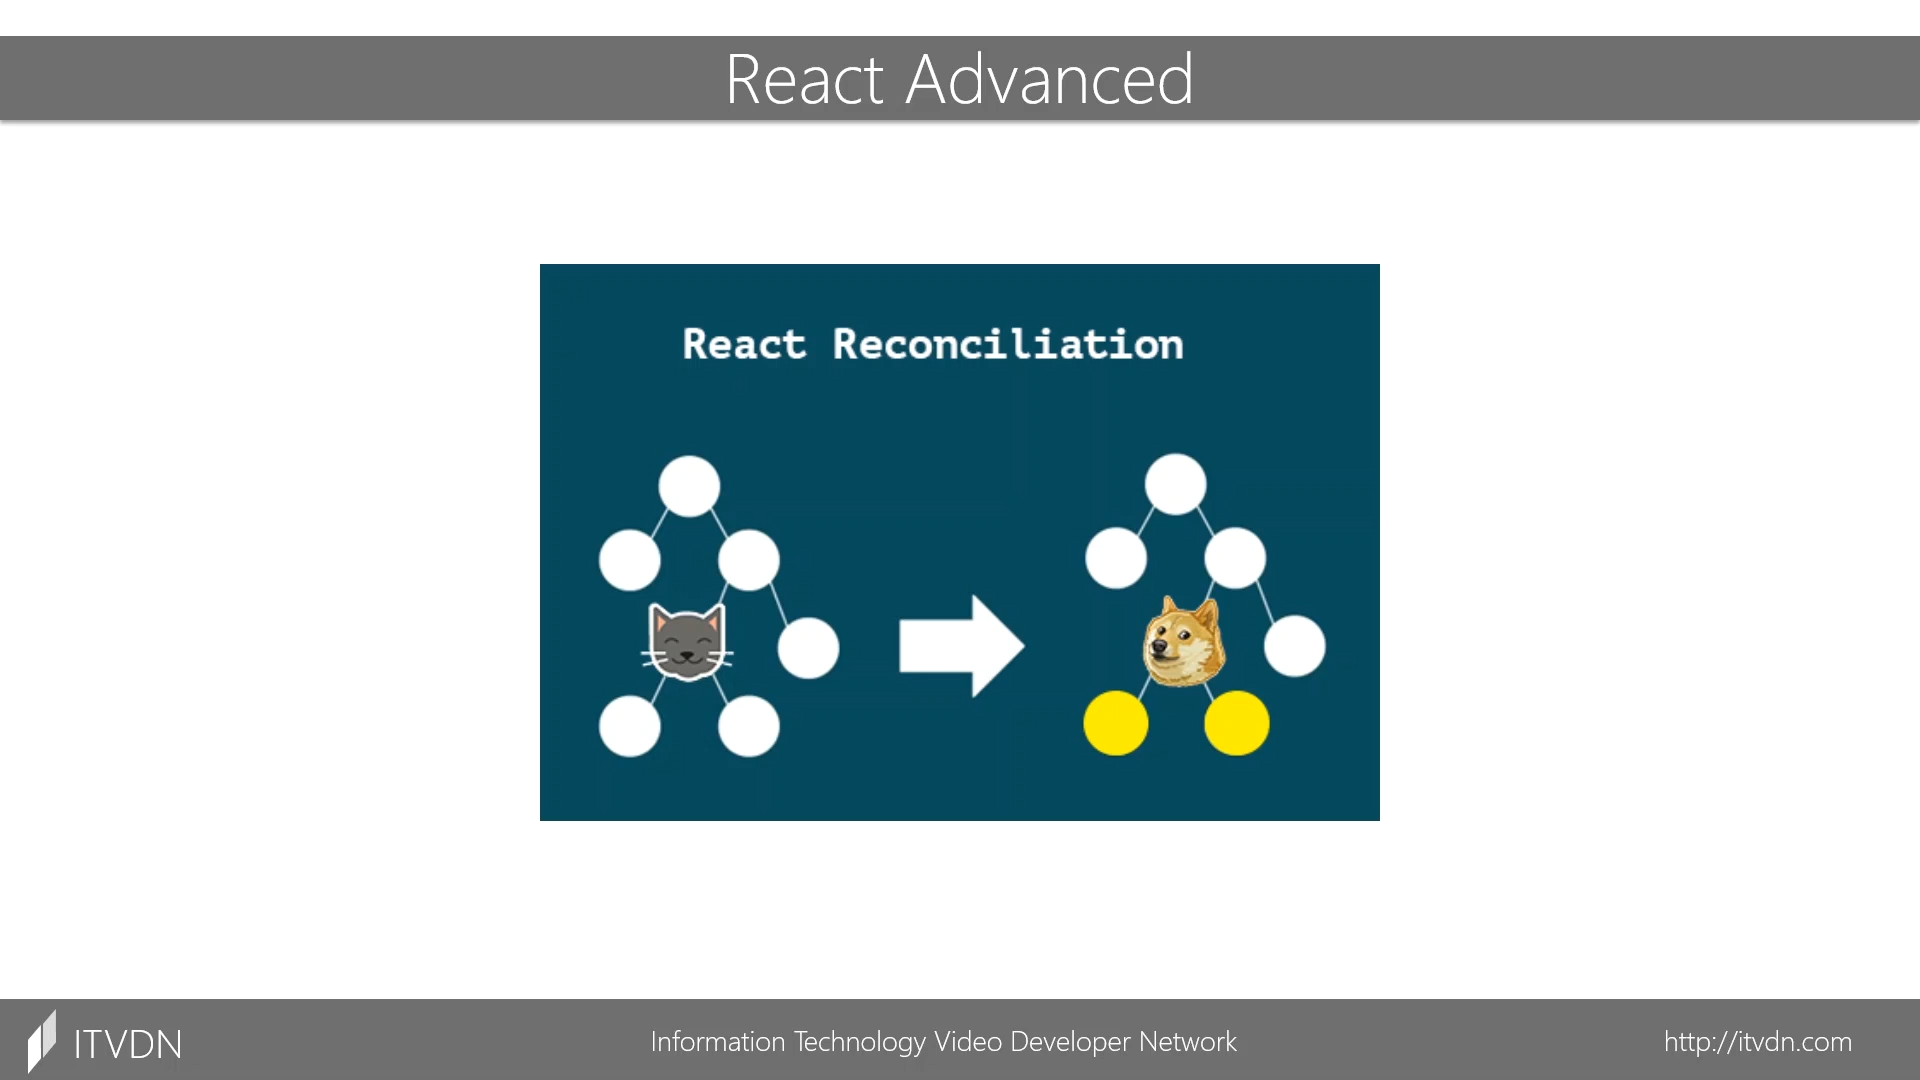 React Advanced
React Reconciliation
ITVDN
Information Technology Video Developer Network
http://itvdn.com